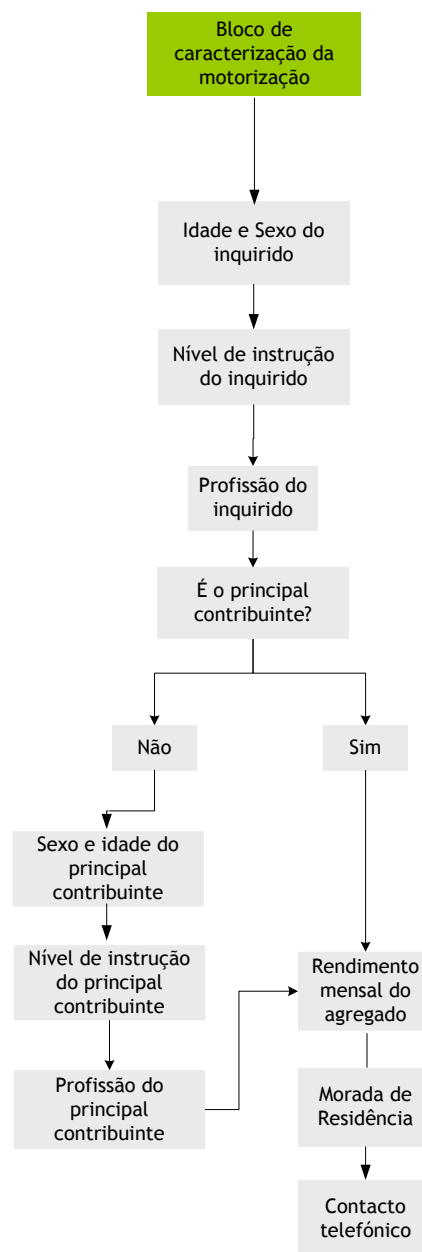 Bloco de
caracterização da
motorização
Idade e Sexo do
inquirido
Nível de instrução
do inquirido
Profissão do
inquirido
É o principal
contribuinte?
Não
Sim
Sexo e idade do
principal
contribuinte
Nível de instrução
do principal
contribuinte
Profissão do
principal
contribuinte
Rendimento
mensal do
agregado
Morada de
Residência
Contacto
telefónico